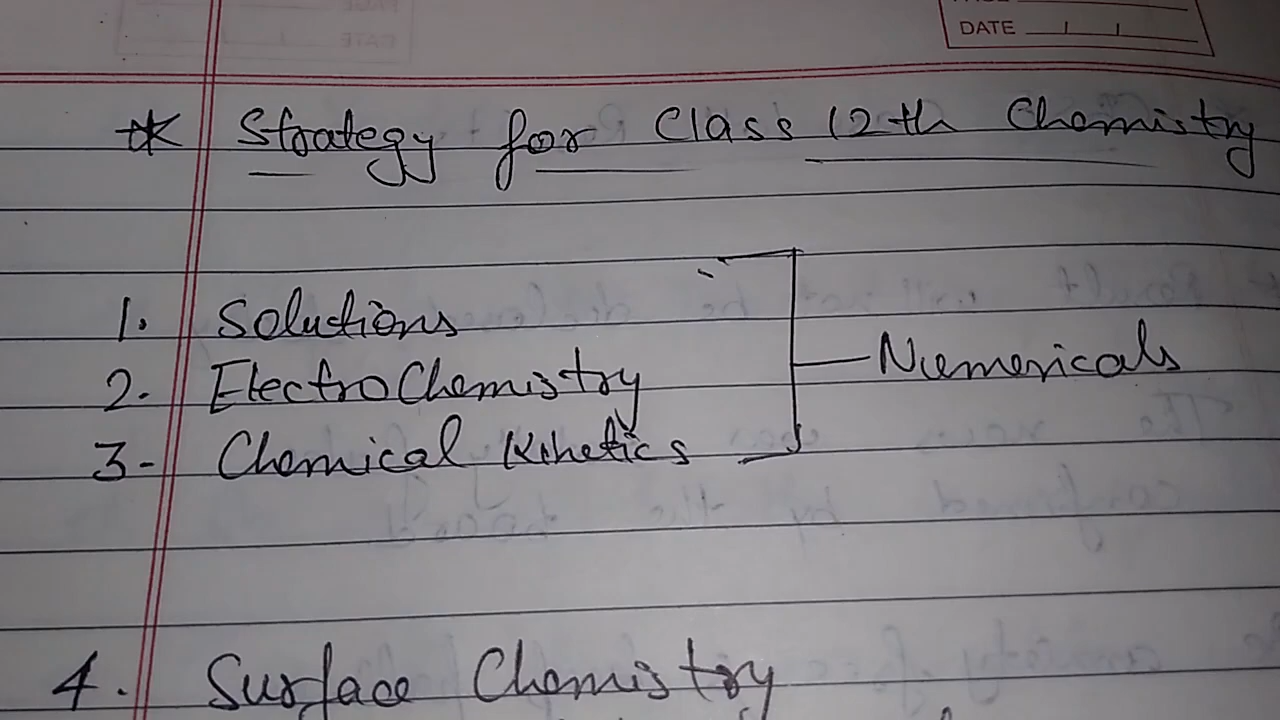 DATE
* Strategy for Class 12th Chemistry
1. Solutions
2. ElectroChemistry
3- Chemical Kinetics
Numericals
4. Surface Chemistry